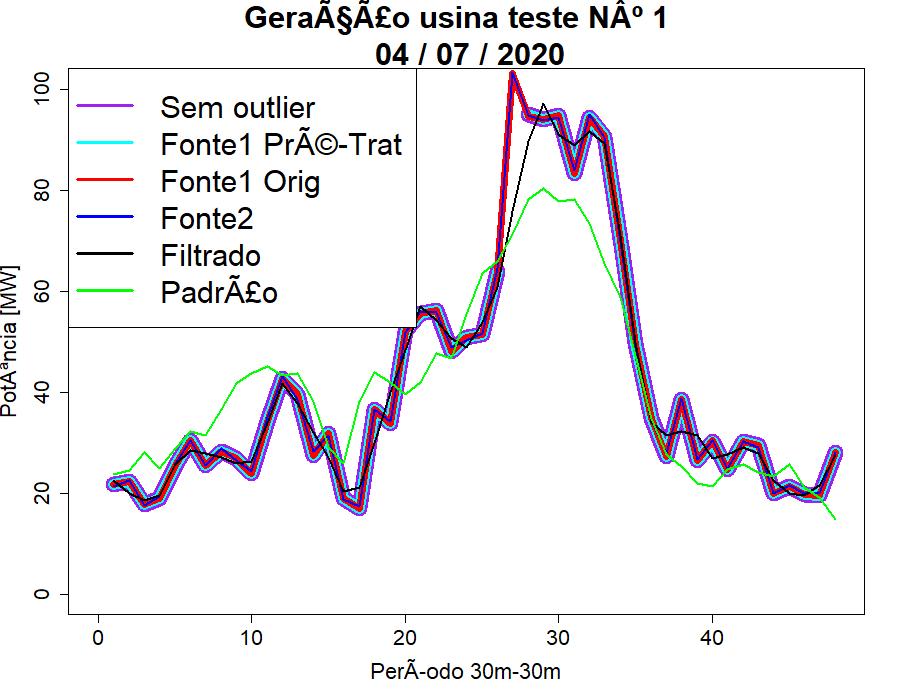 GeraÃ§Ã£o usina teste NÂº 1
04 / 07 / 2020
Sem outlier
Fonte1 PrÃ©-Trat
Fonte1 Orig
Fonte2
Filtrado
PadrÃ£o
PotÃªncia [MW]
100
80
60
40
20
0
0 10 20 30 40
PerÃ-odo 30m-30m